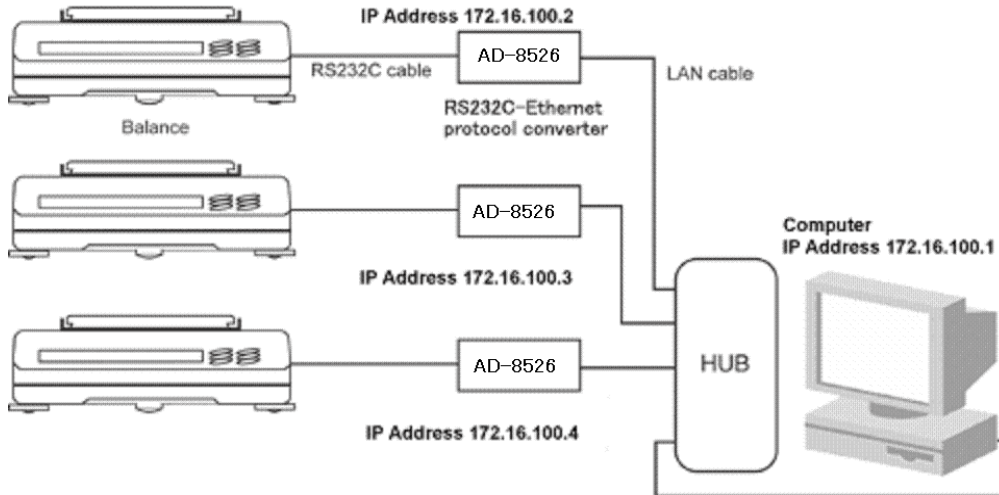 IP Address 172.16.100.2
AD-8526
RS232C cable
LAN cable
RS232C-Ethernet
protocol converter
Balance
AD-8526
Computer
IP Address 172.16.100.1
IP Address 172.16.100.3
HUB
AD-8526
IP Address 172.16.100.4